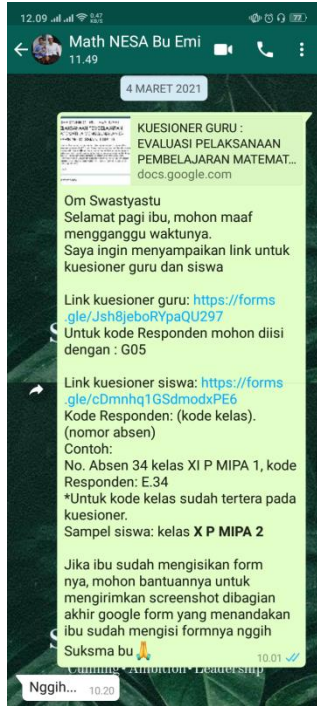 12.09
0,47
KB/S
22
Math NESA Bu Emi
11.49
4 MARET 2021
KUESIONER GURU :
EVALUASI PELAKSANAAN
PEMBELAJARAN MATEMAT...
docs.google.com
Om Swastyastu
Selamat pagi ibu, mohon maaf
mengganggu waktunya.
Saya ingin menyampaikan link untuk
kuesioner guru dan siswa
Link kuesioner guru: https://forms
.gle/Jsh8jeboRYpaQU297
Untuk kode Responden mohon diisi
dengan : G05
Link kuesioner siswa: https://forms
.gle/cDmnhq1GSdmodxPE6
Kode Responden: (kode kelas).
(nomor absen)
Contoh:
No. Absen 34 kelas XI P MIPA 1, kode
Responden: E.34
*Untuk kode kelas sudah tertera pada
kuesioner.
Sampel siswa: kelas X P MIPA 2
Jika ibu sudah mengisikan form
nya, mohon bantuannya untuk
mengirimkan screenshot dibagian
akhir google form yang menandakan
ibu sudah mengisi formnya nggih
Suksma bu🙏
10.01
Nggih... 10.20